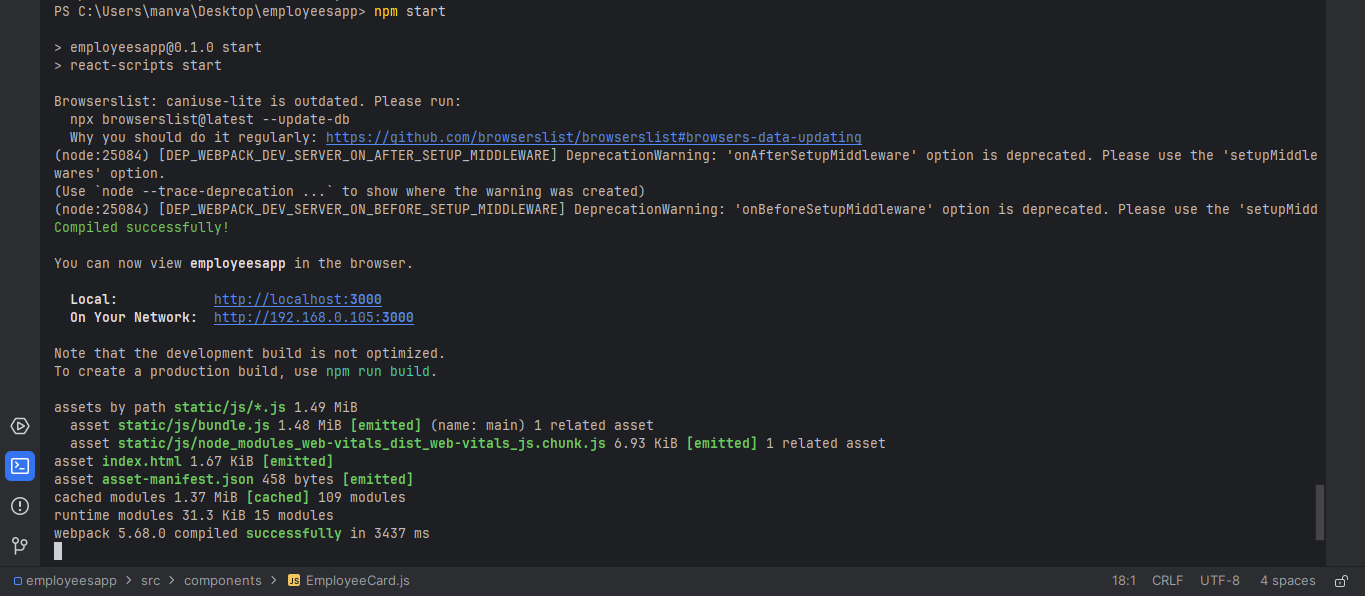 PS C:\Users\manva\Desktop\employeesapp> npm start
> employeesapp@0.1.0 start
> react-scripts start
Browserslist: caniuse-lite is outdated. Please run:
  npx browserslist@latest --update-db
  Why you should do it regularly: https://github.com/browserslist/browserslist#browsers-data-updating
(node:25084) [DEP_WEBPACK_DEV_SERVER_ON_AFTER_SETUP_MIDDLEWARE] DeprecationWarning: 'onAfterSetupMiddleware' option is deprecated. Please use the 'setupMiddle
wares' option.
(Use `node --trace-deprecation ...` to show where the warning was created)
(node:25084) [DEP_WEBPACK_DEV_SERVER_ON_BEFORE_SETUP_MIDDLEWARE] DeprecationWarning: 'onBeforeSetupMiddleware' option is deprecated. Please use the 'setupMidd
Compiled successfully!
You can now view employeesapp in the browser.
  Local:            http://localhost:3000
  On Your Network:  http://192.168.0.105:3000
Note that the development build is not optimized.
To create a production build, use npm run build.
assets by path static/js/*.js 1.49 MiB
  asset static/js/bundle.js 1.48 MiB [emitted] (name: main) 1 related asset
  asset static/js/node_modules_web-vitals_dist_web-vitals_js.chunk.js 6.93 KiB [emitted] 1 related asset
asset index.html 1.67 KiB [emitted]
asset asset-manifest.json 458 bytes [emitted]
cached modules 1.37 MiB [cached] 109 modules
runtime modules 31.3 KiB 15 modules
webpack 5.68.0 compiled successfully in 3437 ms
employeesapp > src > components > JS EmployeeCard.js 18:1 CRLF UTF-8 4 spaces